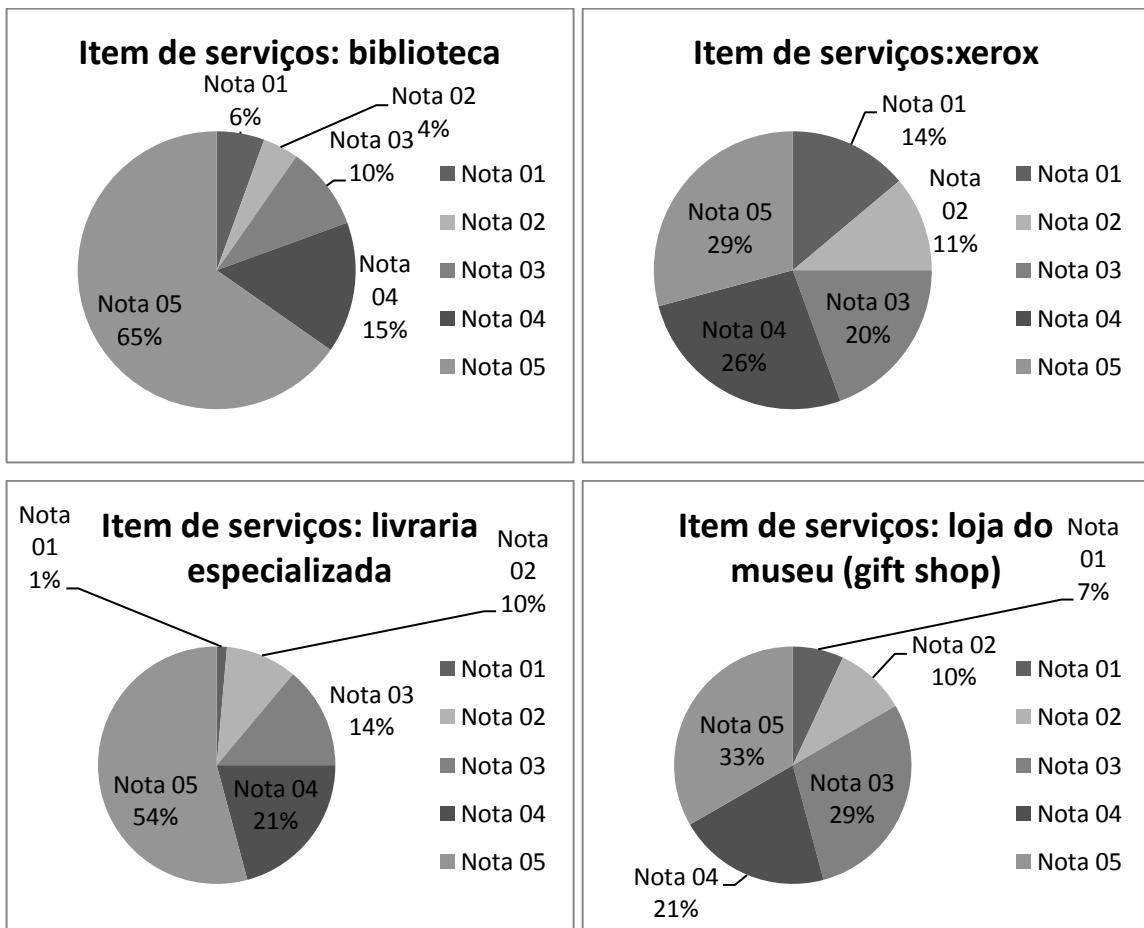 Item de serviços: biblioteca
Nota 01
6%
Nota 02
4%
Nota 03
10%
Nota
04
15%
Nota 05
65%
Nota 01
Nota 02
Nota 03
Nota 04
Nota 05
Item de serviços:xerox
Nota 01
14%
Nota
02
11%
Nota 03
20%
Nota 04
26%
Nota 05
29%
Nota 01
Nota 02
Nota 03
Nota 04
Nota 05
Item de serviços: livraria
especializada
Nota
01
1%
Nota
02
10%
Nota 03
14%
Nota 04
21%
Nota 05
54%
Nota 01
Nota 02
Nota 03
Nota 04
Nota 05
Item de serviços: loja do
museu (gift shop)
Nota
01
7%
Nota 02
10%
Nota 03
29%
Nota 04
21%
Nota 05
33%
Nota 01
Nota 02
Nota 03
Nota 04
Nota 05